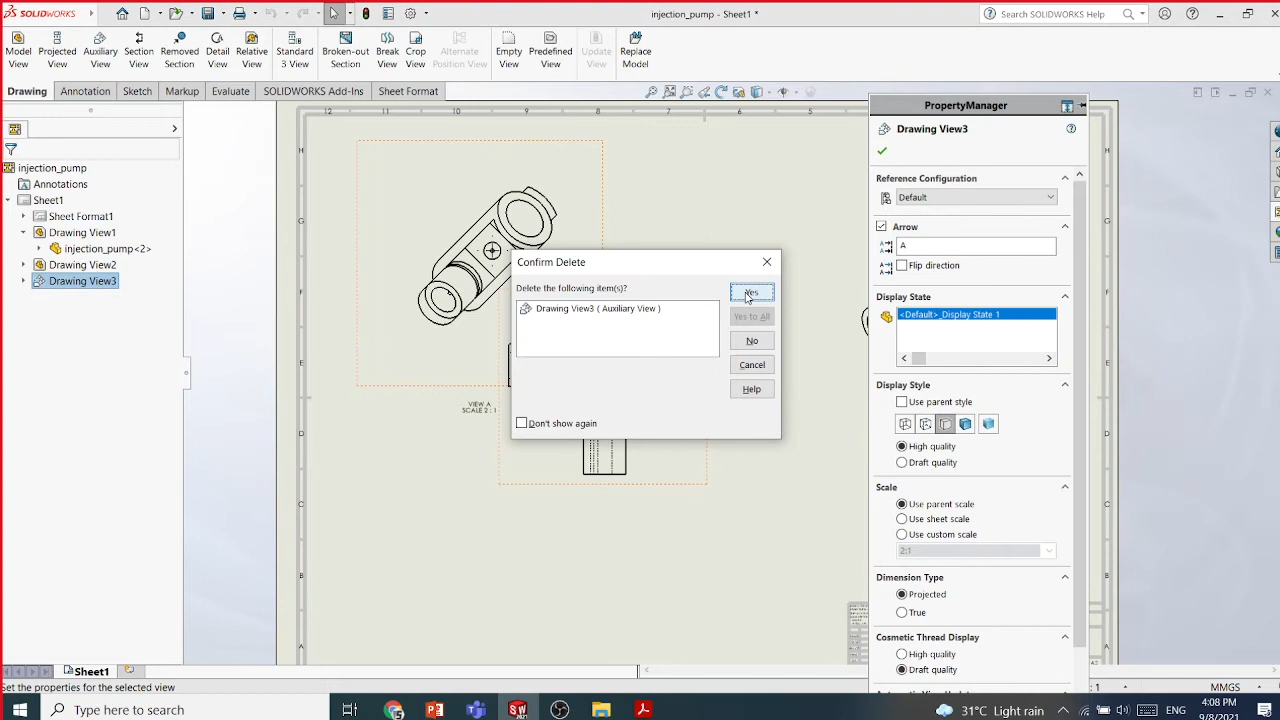 SOLIDWORKS
injection_pump - Sheet1 *
Search SOLIDWORKS Help
Model View
Projected View
Auxiliary View
Section View
Removed Section
Detail View
Relative View
Standard 3 View
Broken-out Section
Break View
Crop View
Alternate Position View
Empty View
Predefined View
Update View
Replace Model
Drawing
Annotation
Sketch
Markup
Evaluate
SOLIDWORKS Add-Ins
Sheet Format
injection_pump
Annotations
Sheet1
Sheet Format1
Drawing View1
injection_pump<2>
Drawing View2
Drawing View3
12 11 10 9 8 7 6 5
H
G
F
E
D
C
B
A
VIEW A
SCALE 2 : 1
Confirm Delete
Delete the following item(s)?
Drawing View3 ( Auxiliary View )
Yes
Yes to All
No
Cancel
Help
Don't show again
H
G
F
E
D
C
B
A
PropertyManager
Drawing View3
Reference Configuration
Default
Arrow
A
Flip direction
Display State
<Default>_Display State 1
Display Style
Use parent style
High quality
Draft quality
Scale
Use parent scale
Use sheet scale
Use custom scale
2:1
Dimension Type
Projected
True
Cosmetic Thread Display
High quality
Draft quality
Sheet1
Set the properties for the selected view
: 1
MMGS
Type here to search
31°C Light rain
4:08 PM